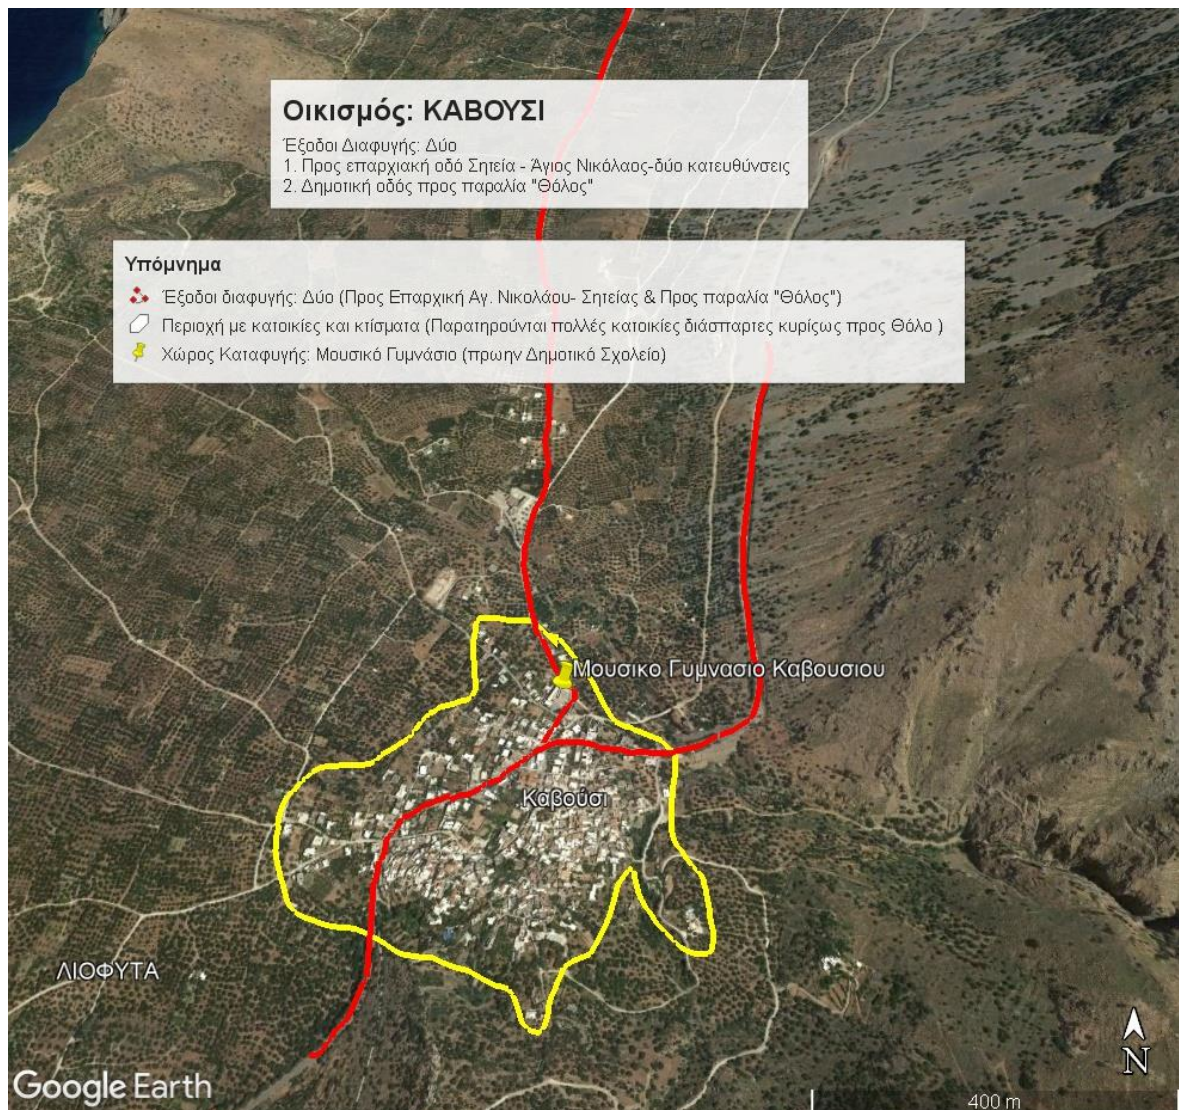 Οικισμός: ΚΑΒΟΥΣΙ
Έξοδοι Διαφυγής: Δύο
1. Προς επαρχιακή οδό Σητεία - Άγιος Νικόλαος-δύο κατευθύνσεις
2. Δημοτική οδός προς παραλία "Θόλος"
Υπόμνημα
Έξοδοι διαφυγής: Δύο (Προς Επαρχική Αγ. Νικολάου- Σητείας & Προς παραλία "Θόλος")
Περιοχή με κατοικίες και κτίσματα (Παρατηρούνται πολλές κατοικίες διάσπαρτες κυρίςως προς Θόλο )
Χώρος Καταφυγής: Μουσικό Γυμνάσιο (πρωην Δημοτικό Σχολείο)
Μουσικο Γυμνασιο Καβουσιου
Καβούσι
ΛΙΟΦΥΤΑ
N
Google Earth
400 m